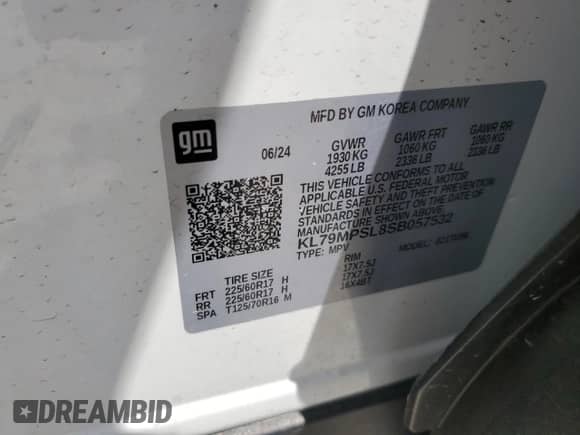 gm
MFD BY GM KOREA COMPANY
06/24
GVWR GAWR FRT GAWR RR
1930 KG 1060 KG 1060 KG
4255 LB 2336 LB 2336 LB
THIS VEHICLE CONFORMS TO ALL
APPLICABLE U.S. FEDERAL MOTOR
VEHICLE SAFETY AND THEFT PREVENTION
STANDARDS IN EFFECT ON THE DATE OF
MANUFACTURE SHOWN ABOVE.
KL79MPSL8SB057532
TYPE: MPV MODEL:
TIRE SIZE RIM
FRT 225/60R17 H 17X7.5J
RR 225/60R17 H 17X7.5J
SPA T125/70R16 M 16X4BT
DREAMBID